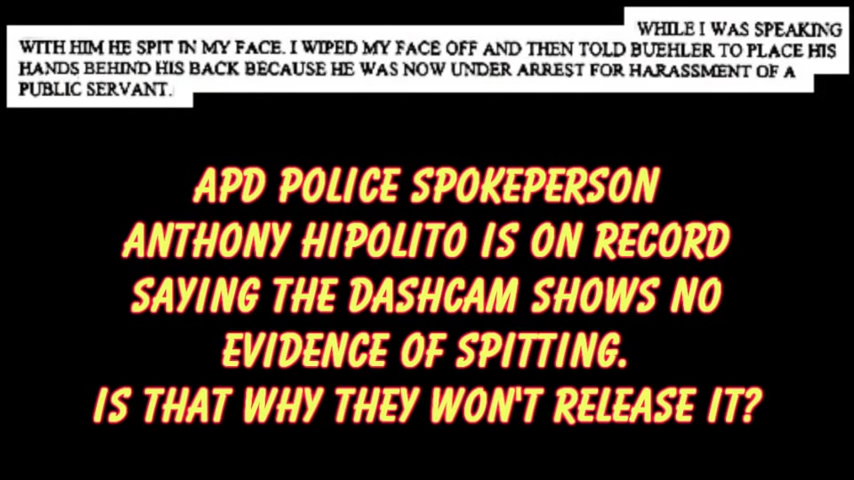 WHILE I WAS SPEAKING
WITH HIM HE SPIT IN MY FACE. I WIPED MY FACE OFF AND THEN TOLD BUEHLER TO PLACE HIS
HANDS BEHIND HIS BACK BECAUSE HE WAS NOW UNDER ARREST FOR HARASSMENT OF A
PUBLIC SERVANT.
APD POLICE SPOKEPERSON
ANTHONY HIPOLITO IS ON RECORD
SAYING THE DASHCAM SHOWS NO
EVIDENCE OF SPITTING.
IS THAT WHY THEY WON'T RELEASE IT?